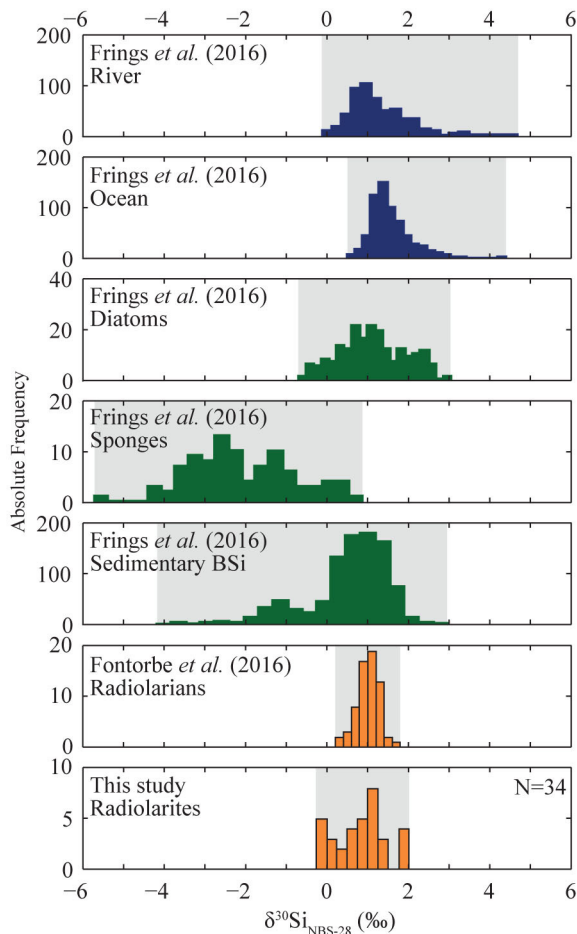 −6 −4 −2 0 2 4 6
200
Frings et al. (2016)
River
100
0
200
Frings et al. (2016)
Ocean
100
0
40
Frings et al. (2016)
Diatoms
20
0
20
Frings et al. (2016)
Sponges
10
0
200
Frings et al. (2016)
Sedimentary BSi
100
0
20
Fontorbe et al. (2016)
Radiolarians
10
0
10
This study
Radiolarites
N=34
5
0
−6 −4 −2 0 2 4 6
δ³⁰Si NBS-28 (‰)
Absolute Frequency